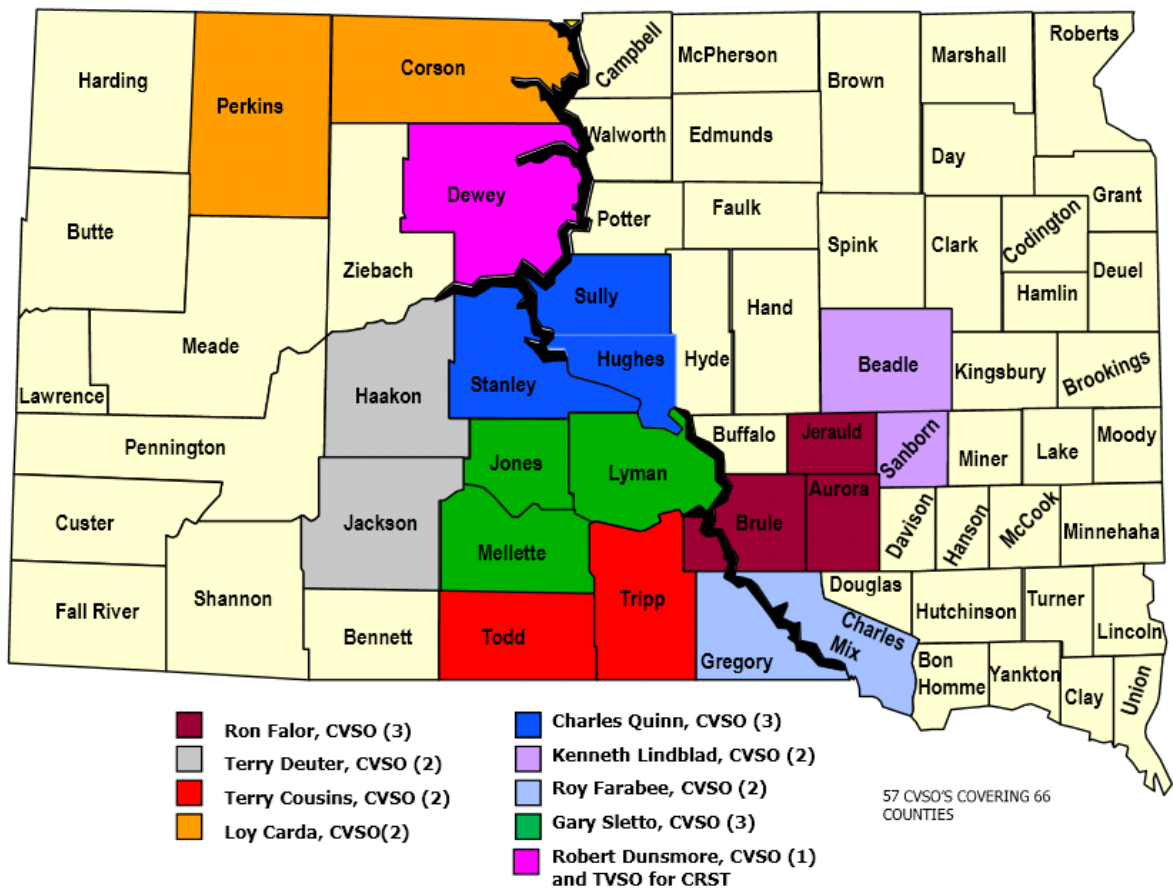 Harding
Perkins
Corson
Campbell
McPherson
Brown
Marshall
Roberts
Walworth
Edmunds
Day
Grant
Dewey
Butte
Ziebach
Potter
Faulk
Spink
Clark
Codington
Deuel
Hamlin
Sully
Hand
Meade
Hughes
Hyde
Beadle
Kingsbury
Brookings
Lawrence
Haakon
Stanley
Pennington
Buffalo
Jerauld
Sanborn
Miner
Lake
Moody
Jones
Lyman
Aurora
Custer
Jackson
Brule
Davison
Hanson
McCook
Minnehaha
Mellette
Fall River
Shannon
Bennett
Todd
Tripp
Gregory
Charles
Mix
Douglas
Hutchinson
Turner
Lincoln
Bon
Homme
Yankton
Clay
Union
Ron Falor, CVSO (3)
Terry Deuter, CVSO (2)
Terry Cousins, CVSO (2)
Loy Carda, CVSO(2)
Charles Quinn, CVSO (3)
Kenneth Lindblad, CVSO (2)
Roy Farabee, CVSO (2)
Gary Sletto, CVSO (3)
Robert Dunsmore, CVSO (1)
and TVSO for CRST
57 CVSO'S COVERING 66
COUNTIES